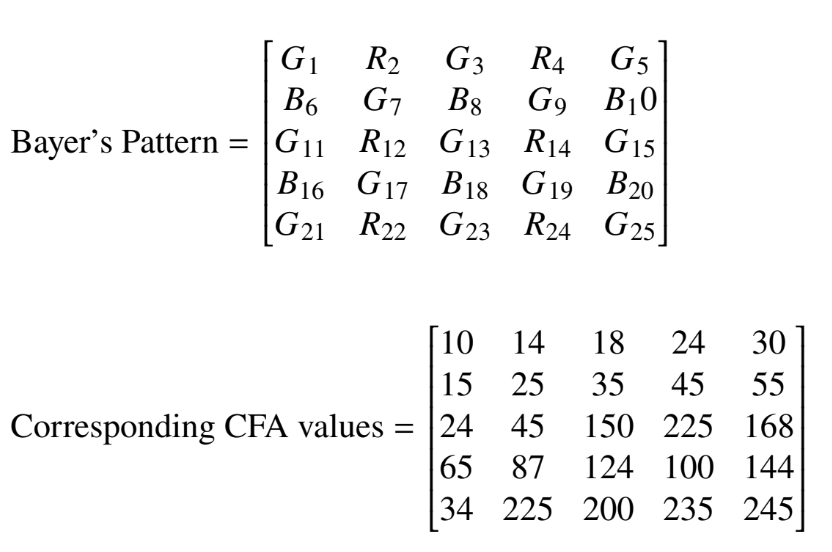 G1 R2 G3 R4 G5
B6 G7 B8 G9 B10
Bayer's Pattern = G11 R12 G13 R14 G15
B16 G17 B18 G19 B20
G21 R22 G23 R24 G25
10 14 18 24 30
15 25 35 45 55
Corresponding CFA values = 24 45 150 225 168
65 87 124 100 144
34 225 200 235 245